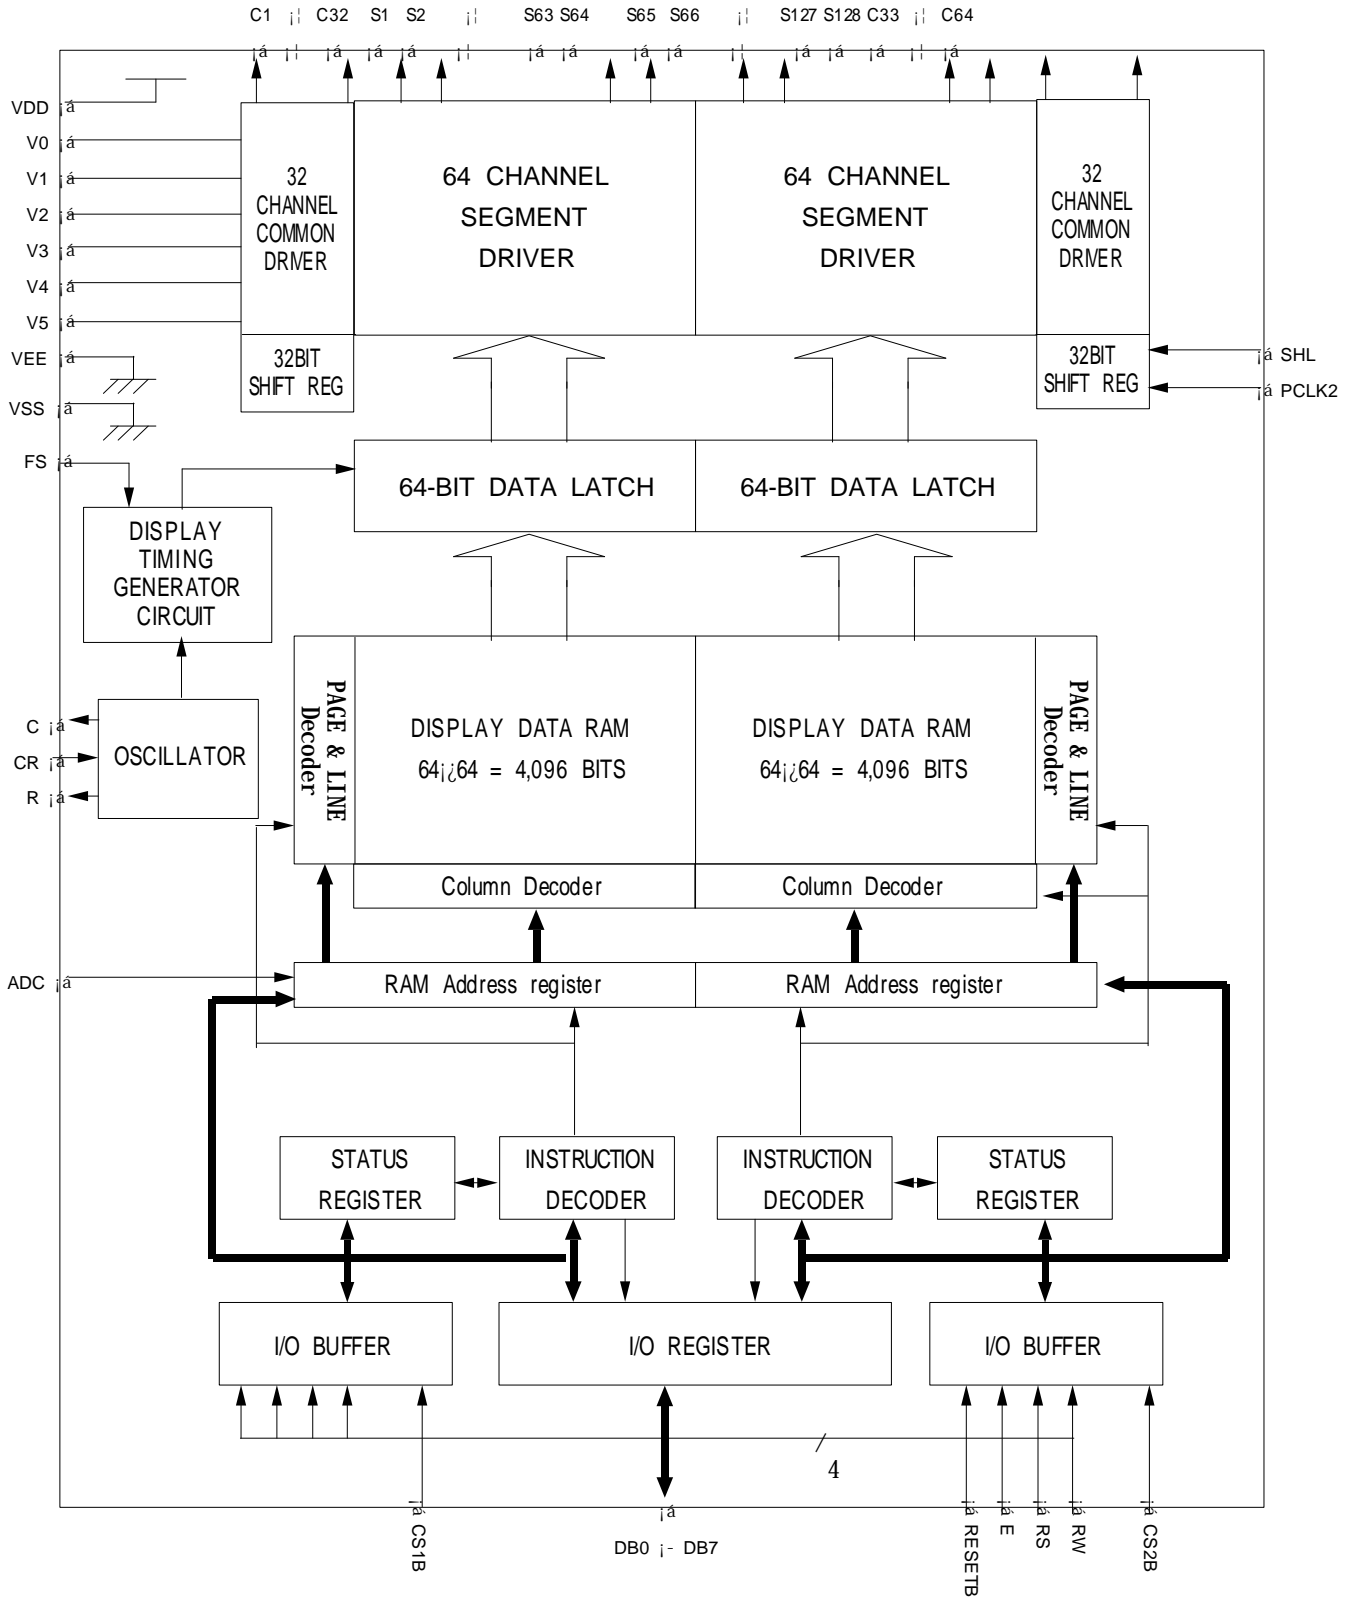 C1 ¡¦ C32 S1 S2 ¡¦ S63 S64 S65 S66 ¡¦ S127 S128 C33 ¡¦ C64
¡á ¡¦ ¡á ¡á ¡á ¡¦ ¡á ¡á ¡á ¡á ¡¦ ¡á ¡á ¡á ¡¦ ¡á
VDD ¡á
V0 ¡á
V1 ¡á
V2 ¡á
V3 ¡á
V4 ¡á
V5 ¡á
VEE ¡á
VSS ¡á
FS ¡á
32
CHANNEL
COMMON
DRIVER
64 CHANNEL
SEGMENT
DRIVER
64 CHANNEL
SEGMENT
DRIVER
32
CHANNEL
COMMON
DRIVER
32BIT
SHIFT REG
32BIT
SHIFT REG
¡á SHL
¡á PCLK2
64-BIT DATA LATCH
64-BIT DATA LATCH
DISPLAY
TIMING
GENERATOR
CIRCUIT
C ¡á
CR ¡á
R ¡á
OSCILLATOR
PAGE & LINE
Decoder
DISPLAY DATA RAM
64¡¿64 = 4,096 BITS
DISPLAY DATA RAM
64¡¿64 = 4,096 BITS
PAGE & LINE
Decoder
Column Decoder
Column Decoder
ADC ¡á
RAM Address register
RAM Address register
STATUS
REGISTER
INSTRUCTION
DECODER
INSTRUCTION
DECODER
STATUS
REGISTER
I/O BUFFER
I/O REGISTER
I/O BUFFER
4
¡á CS1B
¡á
DB0 ¡- DB7
¡á RESETB
¡á E
¡á RS
¡á RW
¡á CS2B